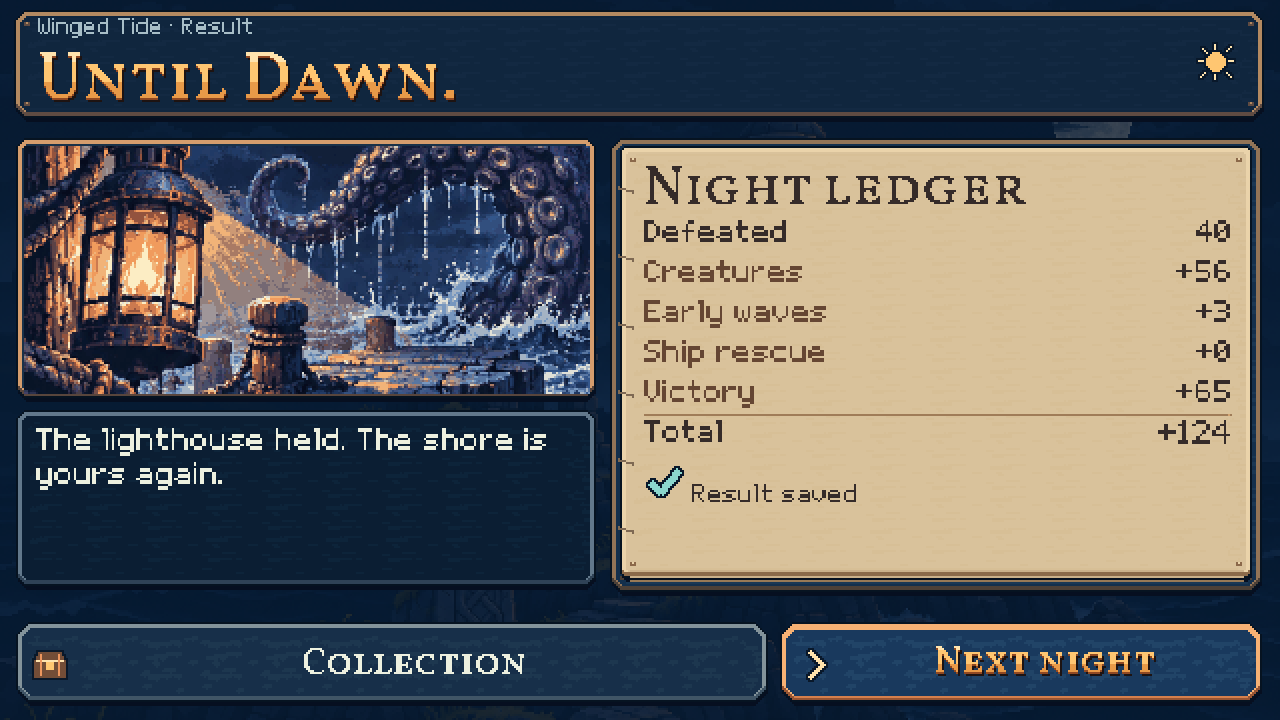 Winged Tide · Result
Until Dawn.
The lighthouse held. The shore is
yours again.
Night ledger
Defeated 40
Creatures +56
Early waves +3
Ship rescue +0
Victory +65
Total +124
Result saved
Collection
Next night